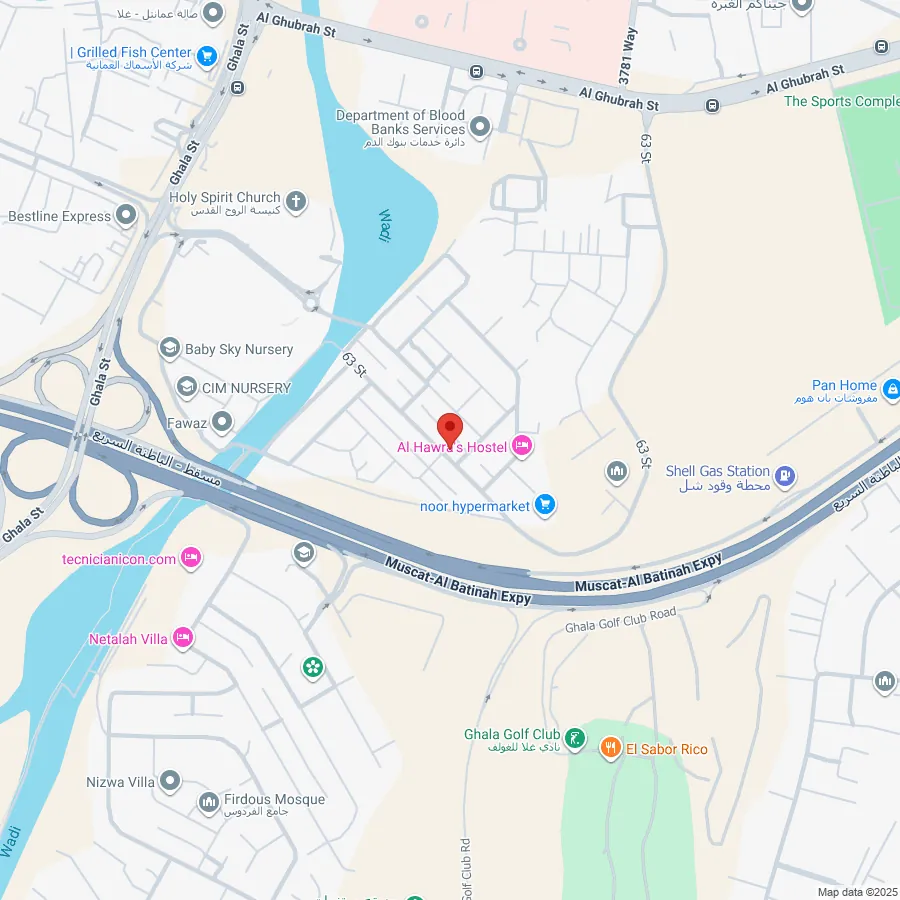 صالة عمانتل - غلا
Al Ghubrah St
Ghala St
Grilled Fish Center |
شركة الأسماك العمانية
3781 Way
Al Ghubrah St
Al Ghubrah St
The Sports Comple
Department of Blood
Banks Services
دائرة خدمات بنوك الدم
63 St
Ghala St
Holy Spirit Church
كنيسة الروح القدس
Bestline Express
Wadi
Baby Sky Nursery
63 St
Ghala St
CIM NURSERY
Pan Home
مفروشات بان هوم
Fawaz
مسقط - الباطنة السريع
Al Hawra's Hostel
63 St
Shell Gas Station
محطة وقود شل
الباطنة السريع
noor hypermarket
Ghala St
tecnicianicon.com
Muscat-Al Batinah Expy
Muscat-Al Batinah Expy
Ghala Golf Club Road
Netalah Villa
Ghala Golf Club
نادي غلا للغولف
El Sabor Rico
Nizwa Villa
Firdous Mosque
جامع الفردوس
Wadi
Golf Club Rd
Map data ©2025